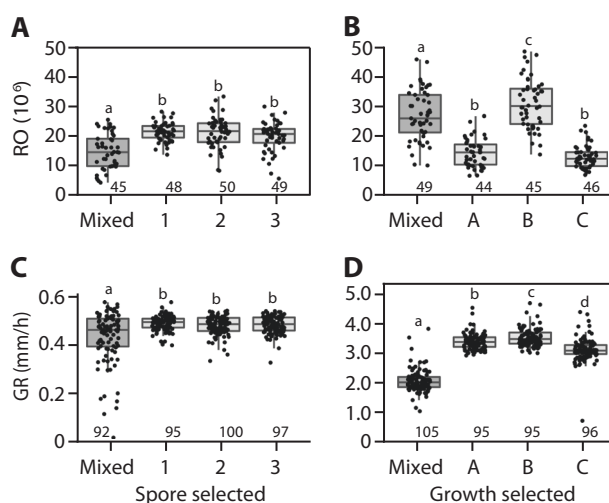 A
RO (10⁶)
50
40
30
20
10
0
a
b
b
b
45
48
50
49
Mixed
1
2
3
B
50
40
30
20
10
0
a
b
c
b
49
44
45
46
Mixed
A
B
C
C
GR (mm/h)
0.6
0.4
0.2
0
a
b
b
b
92
95
100
97
Mixed
1
2
3
Spore selected
D
5.0
4.0
3.0
2.0
1.0
0
a
b
c
d
105
95
95
96
Mixed
A
B
C
Growth selected